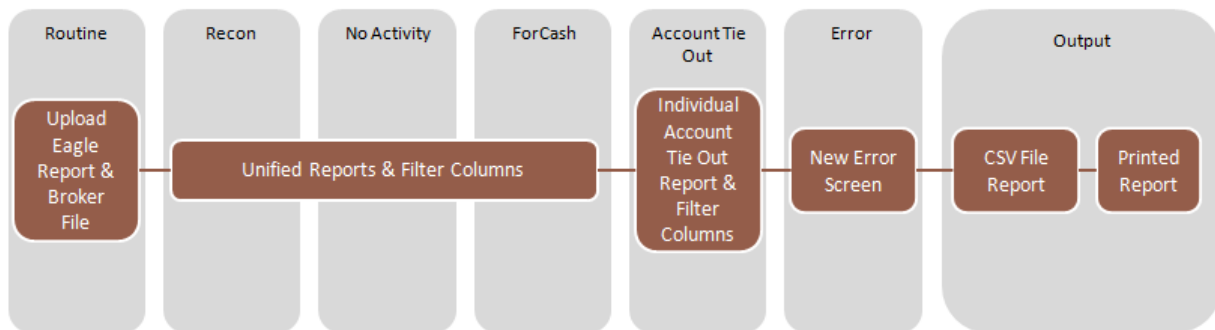 Routine
Recon
No Activity
ForCash
Account Tie
Out
Error
Output
Upload
Eagle
Report &
Broker
File
Unified Reports & Filter Columns
Individual
Account
Tie Out
Report &
Filter
Columns
New Error
Screen
CSV File
Report
Printed
Report